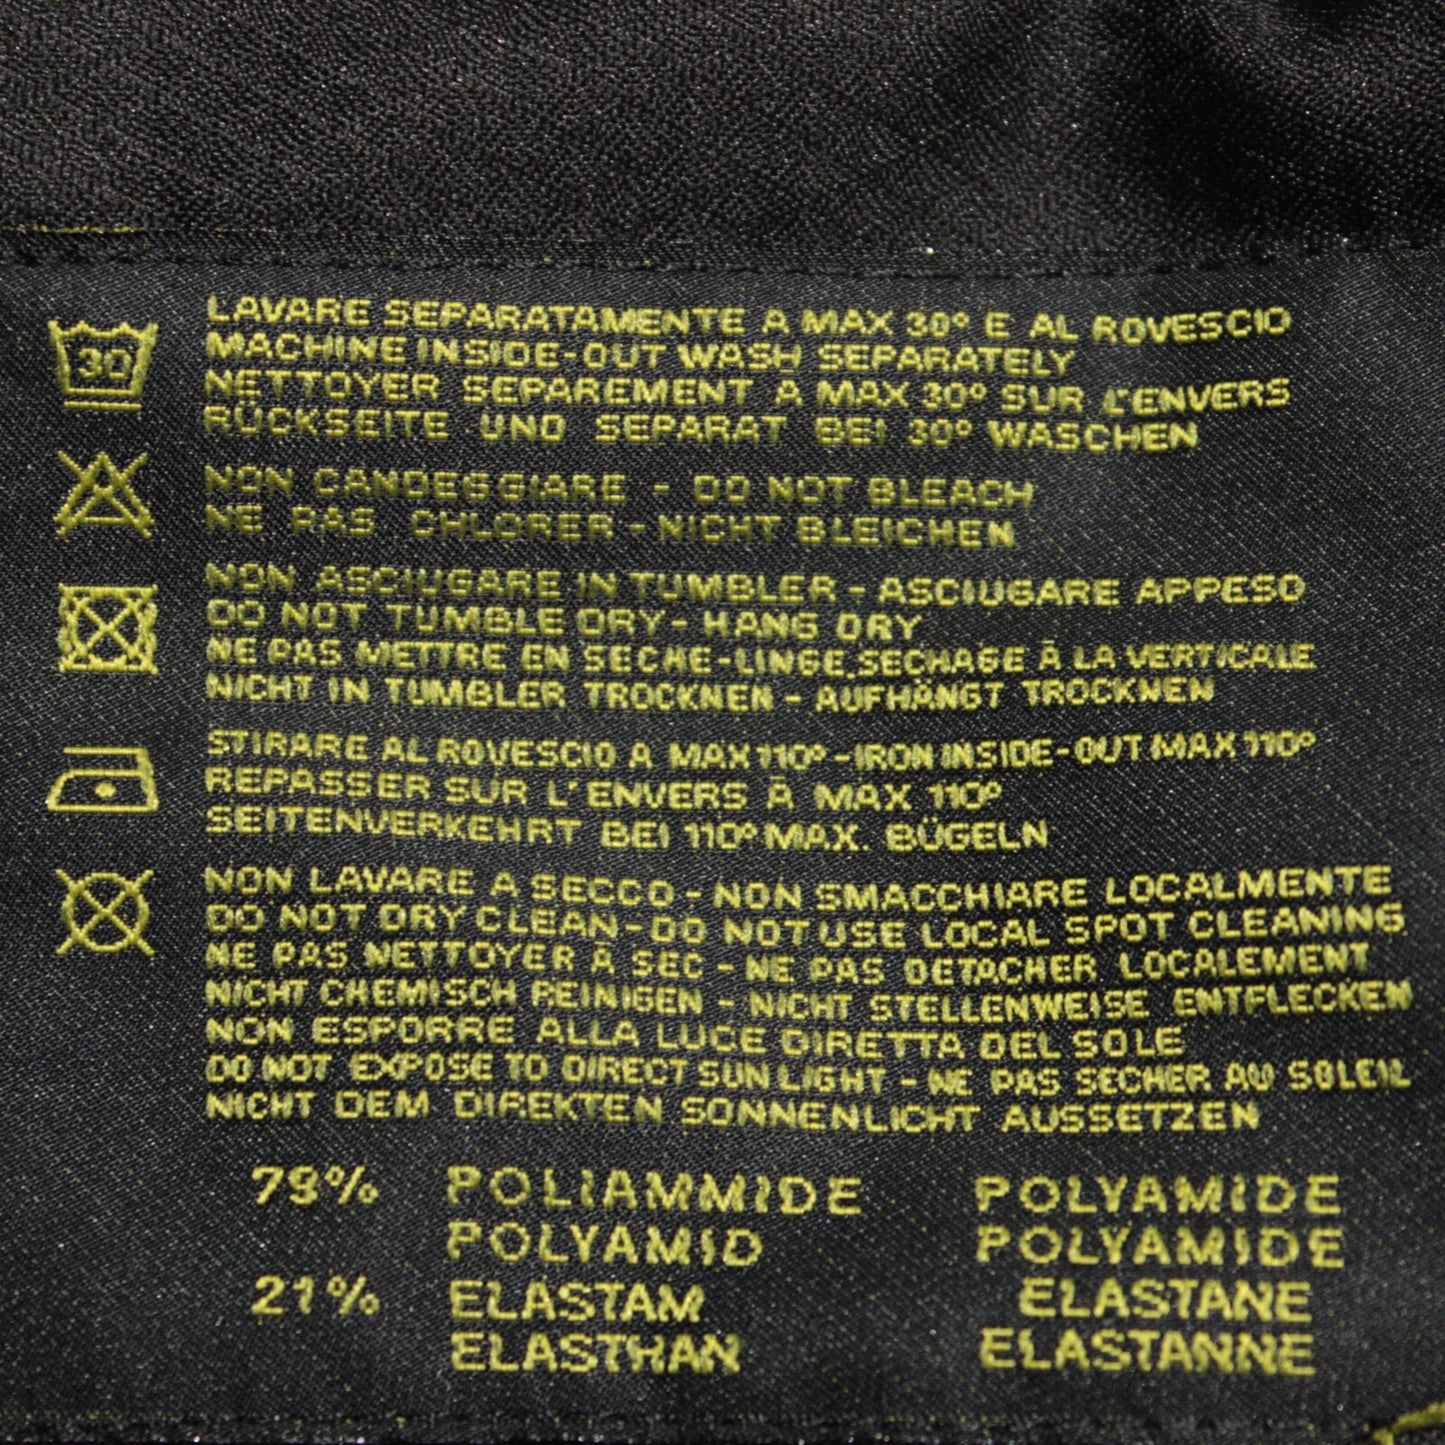 30
LAVARE SEPARATAMENTE A MAX 30° E AL ROVESCIO
MACHINE INSIDE-OUT WASH SEPARATELY
NETTOYER SEPAREMENT A MAX 30° SUR L'ENVERS
RÜCKSEITE UND SEPARAT BEI 30° WASCHEN
NON CANDEGGIARE - DO NOT BLEACH
NE PAS CHLORER - NICHT BLEICHEN
NON ASCIUGARE IN TUMBLER - ASCIUGARE APPESO
DO NOT TUMBLE DRY - HANG DRY
NE PAS METTRE EN SECHE-LINGE, SECHAGE À LA VERTICALE
NICHT IN TUMBLER TROCKNEN - AUFHÄNGT TROCKNEN
STIRARE AL ROVESCIO A MAX 110° - IRON INSIDE-OUT MAX 110°
REPASSER SUR L'ENVERS À MAX 110°
SEITENVERKEHRT BEI 110° MAX. BÜGELN
NON LAVARE A SECCO - NON SMACCHIARE LOCALMENTE
DO NOT DRY CLEAN - DO NOT USE LOCAL SPOT CLEANING
NE PAS NETTOYER À SEC - NE PAS DETACHER LOCALEMENT
NICHT CHEMISCH REINIGEN - NICHT STELLENWEISE ENTFLECKEN
NON ESPORRE ALLA LUCE DIRETTA DEL SOLE
DO NOT EXPOSE TO DIRECT SUN LIGHT - NE PAS SECHER AU SOLEIL
NICHT DEM DIREKTEN SONNENLICHT AUSSETZEN
79% POLIAMMIDE POLYAMIDE
POLYAMID POLYAMIDE
21% ELASTAM ELASTANE
ELASTHAN ELASTANNE